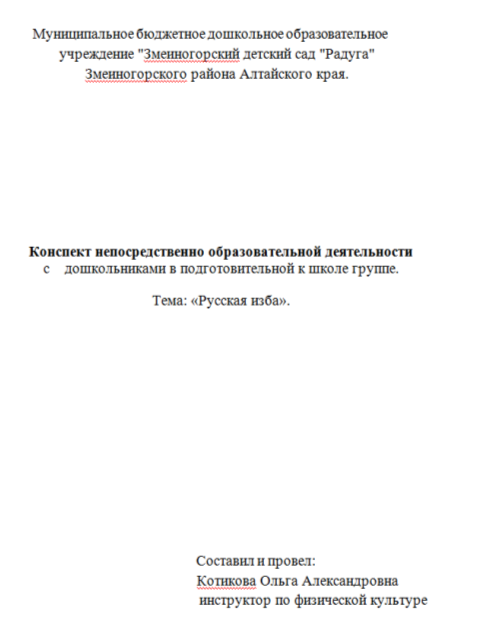 Муниципальное бюджетное дошкольное образовательное
учреждение "Змеиногорский детский сад "Радуга"
Змеиногорского района Алтайского края.
Конспект непосредственно образовательной деятельности
с дошкольниками в подготовительной к школе группе.
Тема: «Русская изба».
Составил и провел:
Котикова Ольга Александровна
инструктор по физической культуре